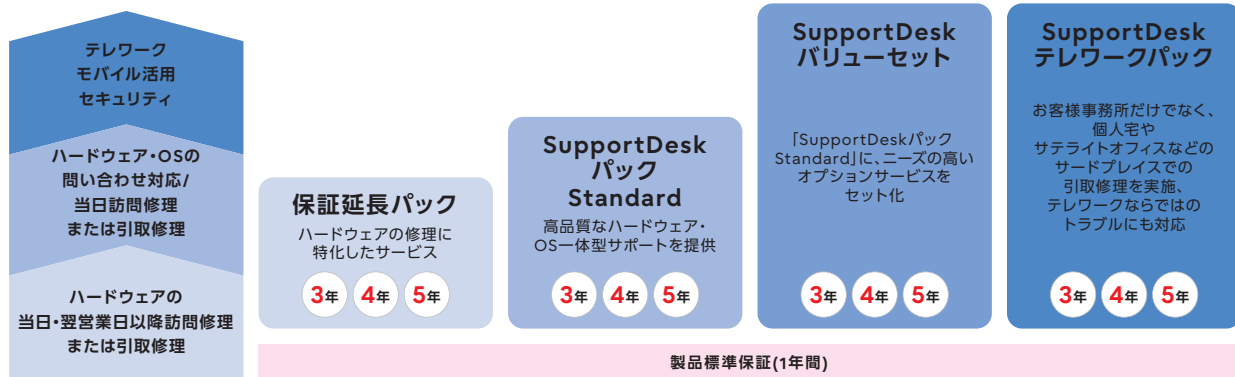 テレワーク
モバイル活用
セキュリティ
ハードウェア・OSの
問い合わせ対応/
当日訪問修理
または引取修理
ハードウェアの
当日・翌営業日以降訪問修理
または引取修理
保証延長パック
ハードウェアの修理に
特化したサービス
3年 4年 5年
SupportDesk
パック
Standard
高品質なハードウェア・
OS一体型サポートを提供
3年 4年 5年
SupportDesk
バリューセット
「SupportDeskパック
Standard」に、ニーズの高い
オプションサービスを
セット化
3年 4年 5年
SupportDesk
テレワークパック
お客様事務所だけでなく、
個人宅や
サテライトオフィスなどの
サードプレイスでの
引取修理を実施、
テレワークならではの
トラブルにも対応
3年 4年 5年
製品標準保証(1年間)